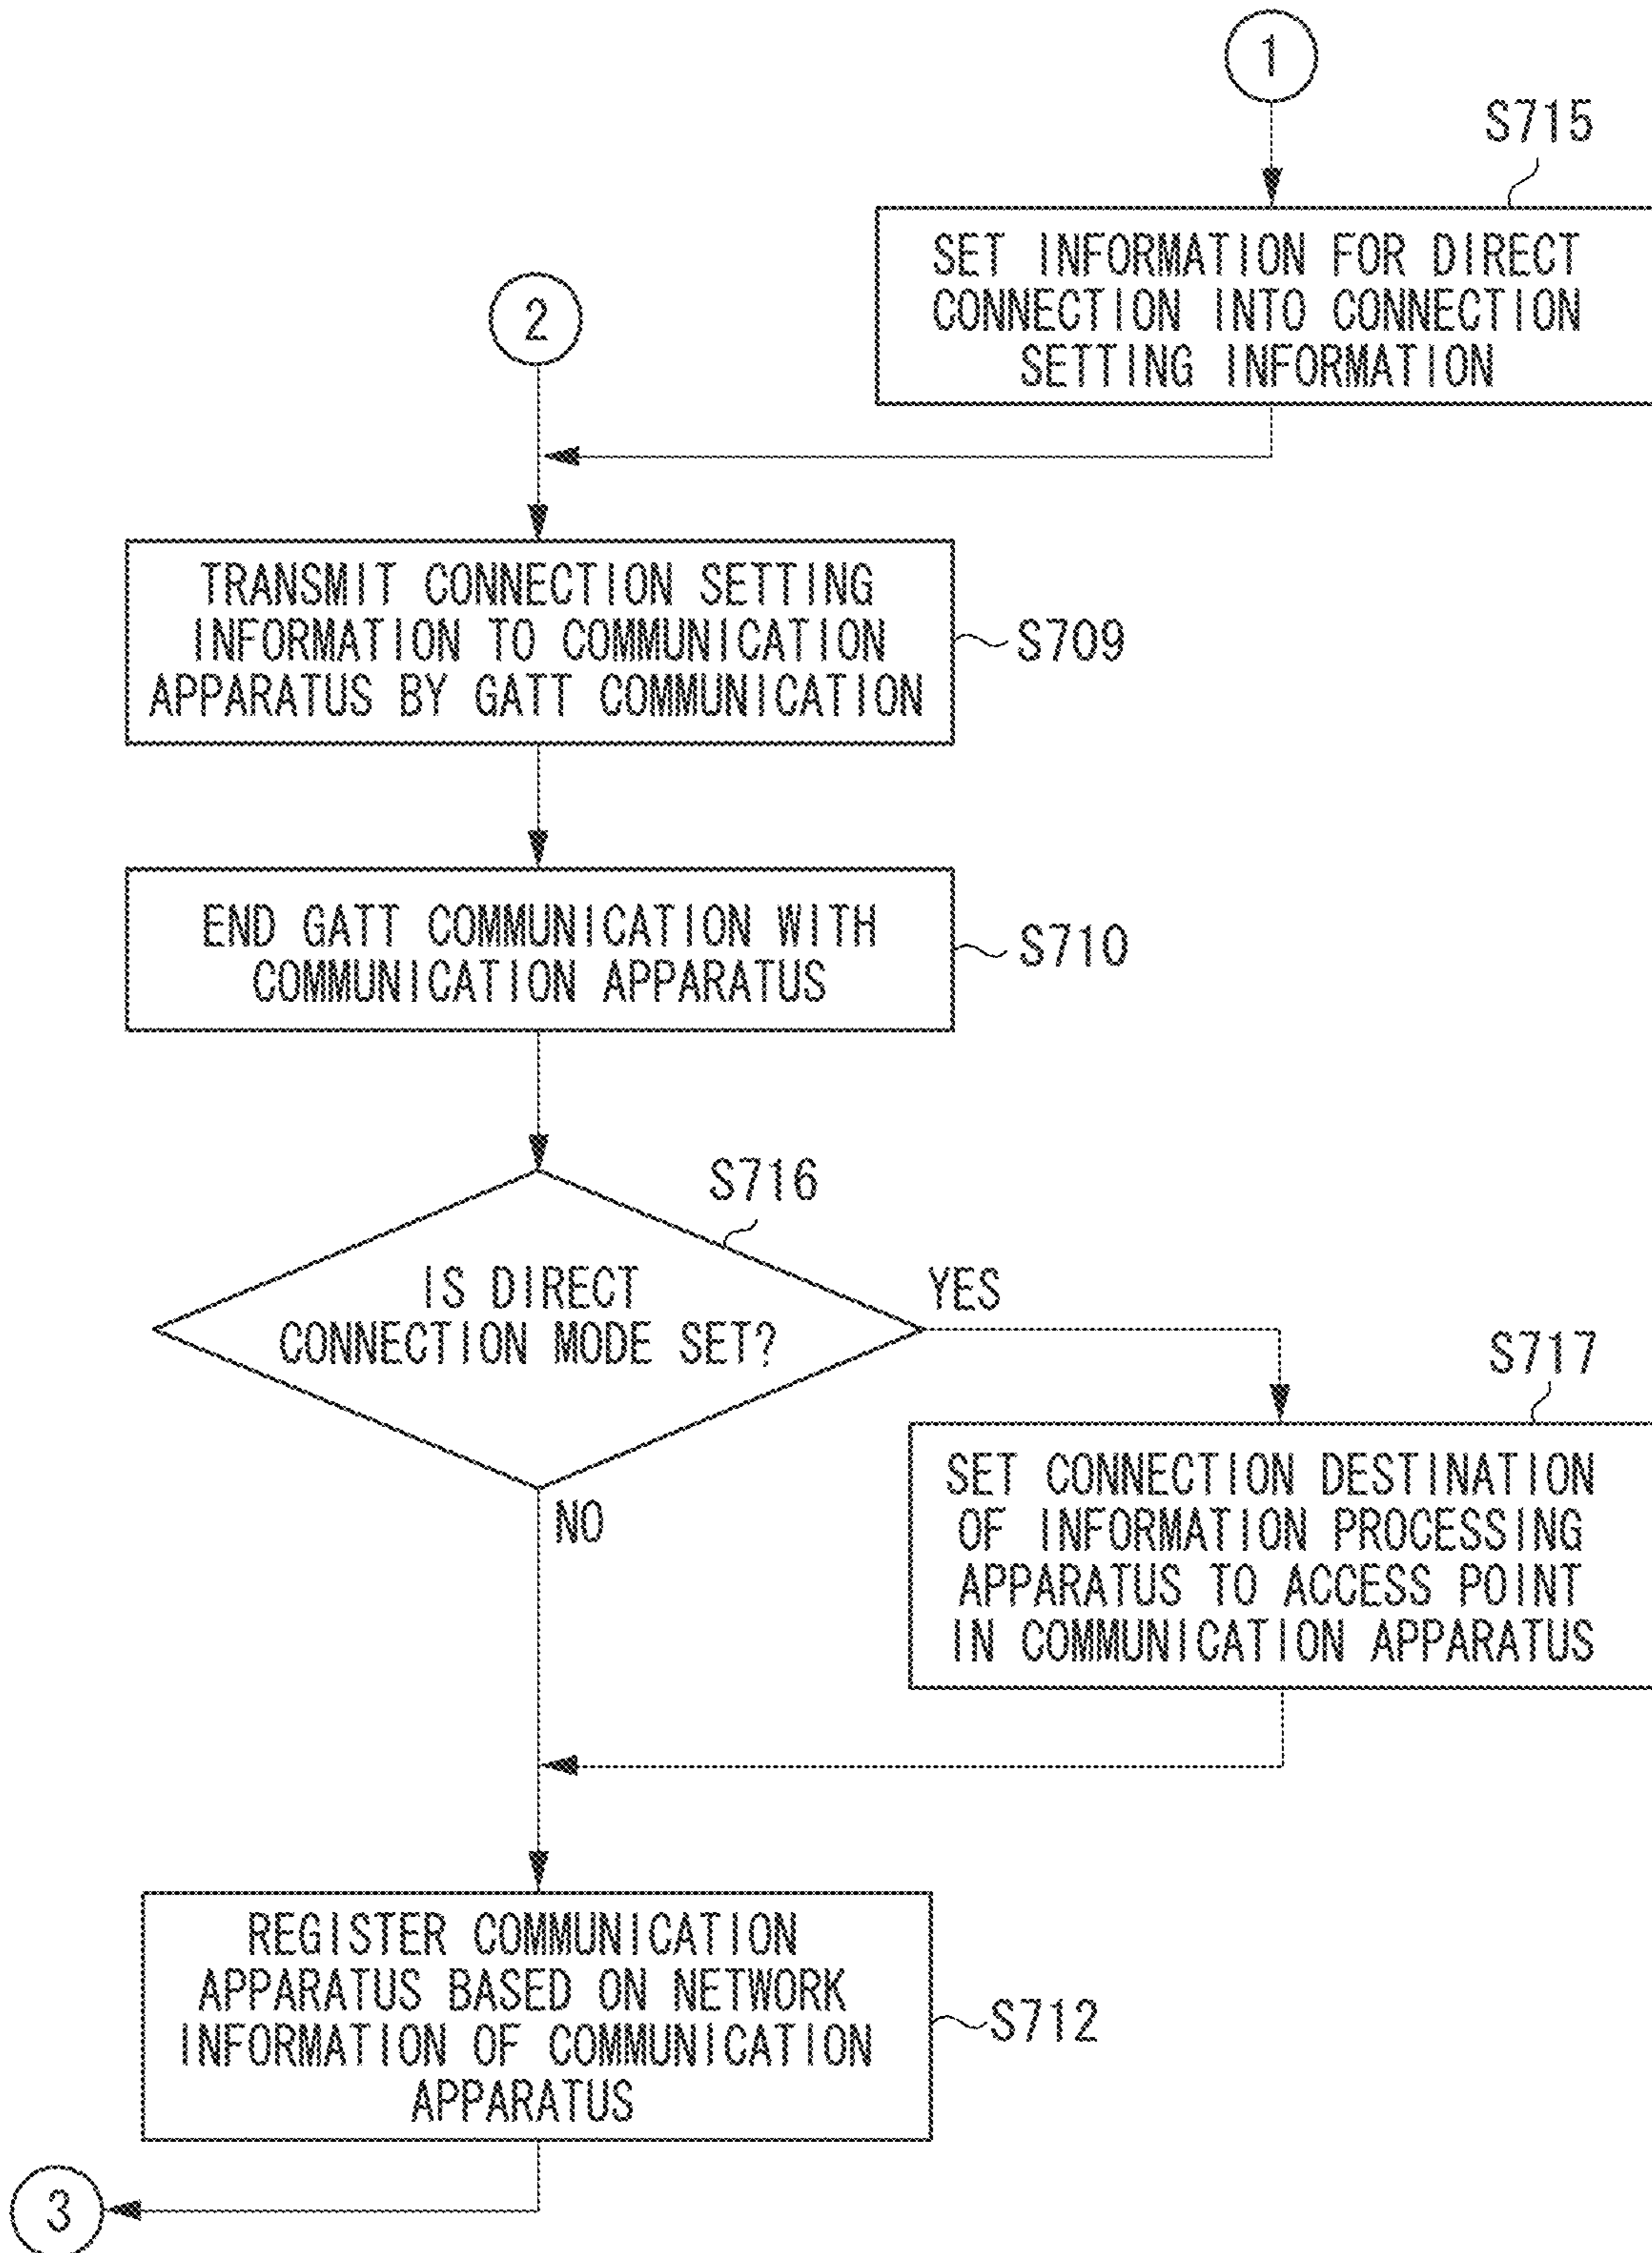 1
S715
SET INFORMATION FOR DIRECT
CONNECTION INTO CONNECTION
SETTING INFORMATION
2
TRANSMIT CONNECTION SETTING
INFORMATION TO COMMUNICATION
APPARATUS BY GATT COMMUNICATION
S709
END GATT COMMUNICATION WITH
COMMUNICATION APPARATUS
S710
S716
IS DIRECT
CONNECTION MODE SET?
YES
NO
S717
SET CONNECTION DESTINATION
OF INFORMATION PROCESSING
APPARATUS TO ACCESS POINT
IN COMMUNICATION APPARATUS
REGISTER COMMUNICATION
APPARATUS BASED ON NETWORK
INFORMATION OF COMMUNICATION
APPARATUS
S712
3